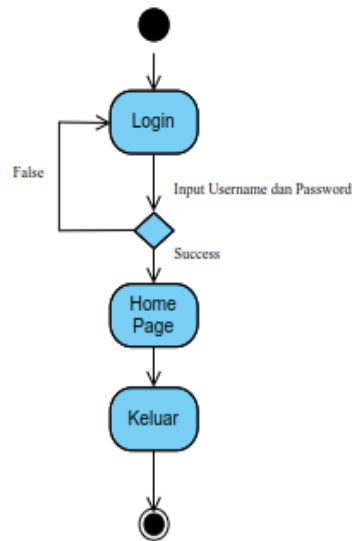 Login
False
Input Username dan Password
Success
Home
Page
Keluar